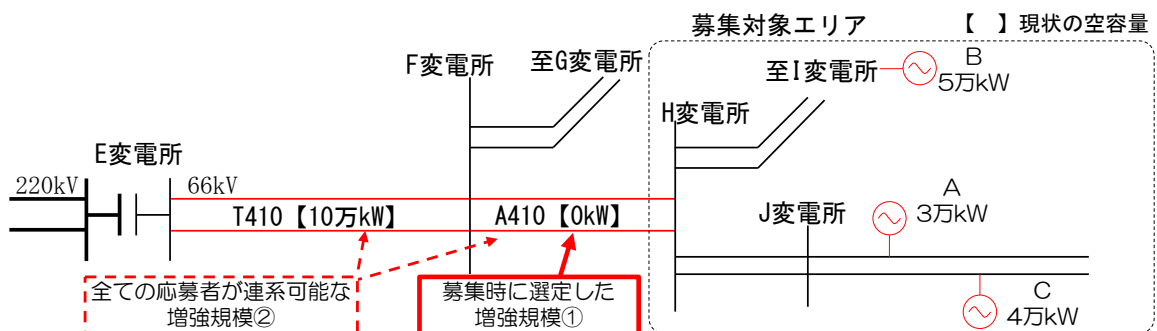 募集対象エリア
【 】現状の空容量
F変電所
至G変電所
至I変電所
B
5万kW
H変電所
E変電所
220kV
66kV
T410【10万kW】
A410【0kW】
J変電所
A
3万kW
全ての応募者が連系可能な
増強規模②
募集時に選定した
増強規模①
C
4万kW